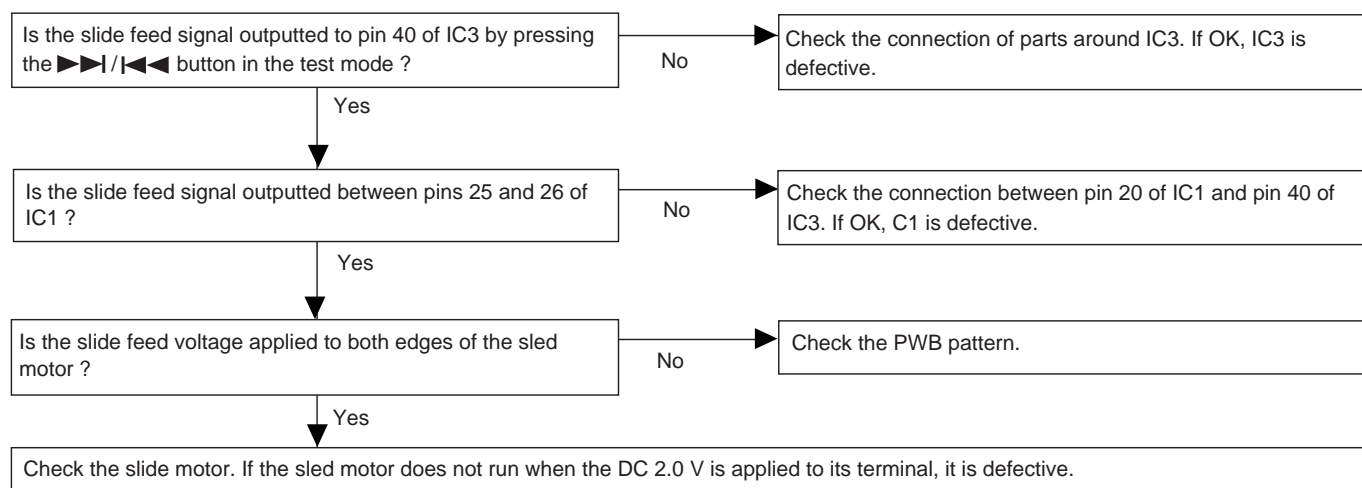 Is the slide feed signal outputted to pin 40 of IC3 by pressing
the ▶▶| / |◀◀ button in the test mode ?
No
Check the connection of parts around IC3. If OK, IC3 is
defective.
Yes
Is the slide feed signal outputted between pins 25 and 26 of
IC1 ?
No
Check the connection between pin 20 of IC1 and pin 40 of
IC3. If OK, C1 is defective.
Yes
Is the slide feed voltage applied to both edges of the sled
motor ?
No
Check the PWB pattern.
Yes
Check the slide motor. If the sled motor does not run when the DC 2.0 V is applied to its terminal, it is defective.